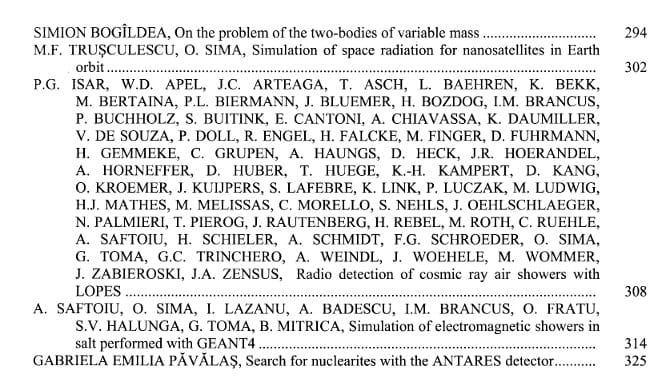 SIMION BOGÎLDEA, On the problem of the two-bodies of variable mass ............................. 294
M.F. TRUŞCULESCU, O. SIMA, Simulation of space radiation for nanosatellites in Earth
orbit............................................................................................................................. 302
P.G. ISAR, W.D. APEL, J.C. ARTEAGA, T. ASCH, L. BAEHREN, K. BEKK,
M. BERTAINA, P.L. BIERMANN, J. BLUEMER, H. BOZDOG, I.M. BRANCUS,
P. BUCHHOLZ, S. BUITINK, E. CANTONI, A. CHIAVASSA, K. DAUMILLER,
V. DE SOUZA, P. DOLL, R. ENGEL, H. FALCKE, M. FINGER, D. FUHRMANN,
H. GEMMEKE, C. GRUPEN, A. HAUNGS, D. HECK, J.R. HOERANDEL,
A. HORNEFFER, D. HUBER, T. HUEGE, K.-H. KAMPERT, D. KANG,
O. KROEMER, J. KUIJPERS, S. LAFEBRE, K. LINK, P. LUCZAK, M. LUDWIG,
H.J. MATHES, M. MELISSAS, C. MORELLO, S. NEHLS, J. OEHLSCHLAEGER,
N. PALMIERI, T. PIEROG, J. RAUTENBERG, H. REBEL, M. ROTH, C. RUEHLE,
A. SAFTOIU, H. SCHIELER, A. SCHMIDT, F.G. SCHROEDER, O. SIMA,
G. TOMA, G.C. TRINCHERO, A. WEINDL, J. WOEHELE, M. WOMMER,
J. ZABIEROSKI, J.A. ZENSUS, Radio detection of cosmic ray air showers with
LOPES ........................................................................................................................ 308
A. SAFTOIU, O. SIMA, I. LAZANU, A. BADESCU, I.M. BRANCUS, O. FRATU,
S.V. HALUNGA, G. TOMA, B. MITRICA, Simulation of electromagnetic showers in
salt performed with GEANT4 ...................................................................................... 314
GABRIELA EMILIA PĂVĂLAŞ, Search for nuclearites with the ANTARES detector........... 325